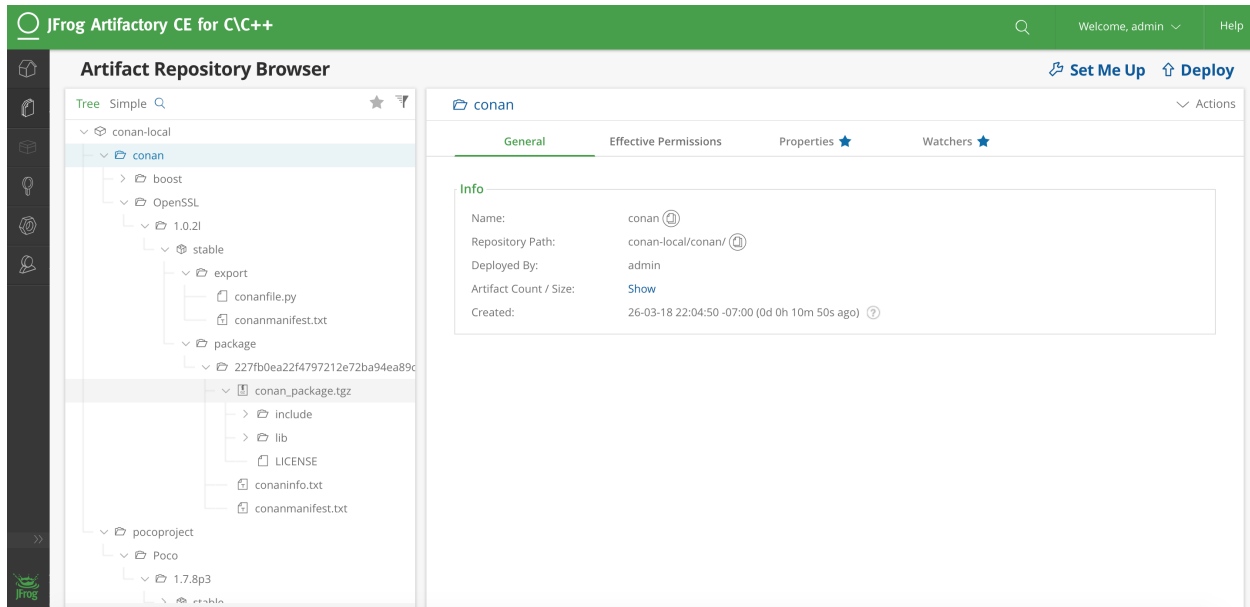 JFrog Artifactory CE for C\C++
Welcome, admin
Help
Artifact Repository Browser
Set Me Up
Deploy
Tree Simple
conan-local
conan
boost
OpenSSL
1.0.2l
stable
export
conanfile.py
conanmanifest.txt
package
227fb0ea22f4797212e72ba94ea89c
conan_package.tgz
include
lib
LICENSE
conaninfo.txt
conanmanifest.txt
pocoproject
Poco
1.7.8p3
stable
conan
Actions
General Effective Permissions Properties Watchers
Info
Name: conan
Repository Path: conan-local/conan/
Deployed By: admin
Artifact Count / Size: Show
Created: 26-03-18 22:04:50 -07:00 (0d 0h 10m 50s ago) ?
JFrog